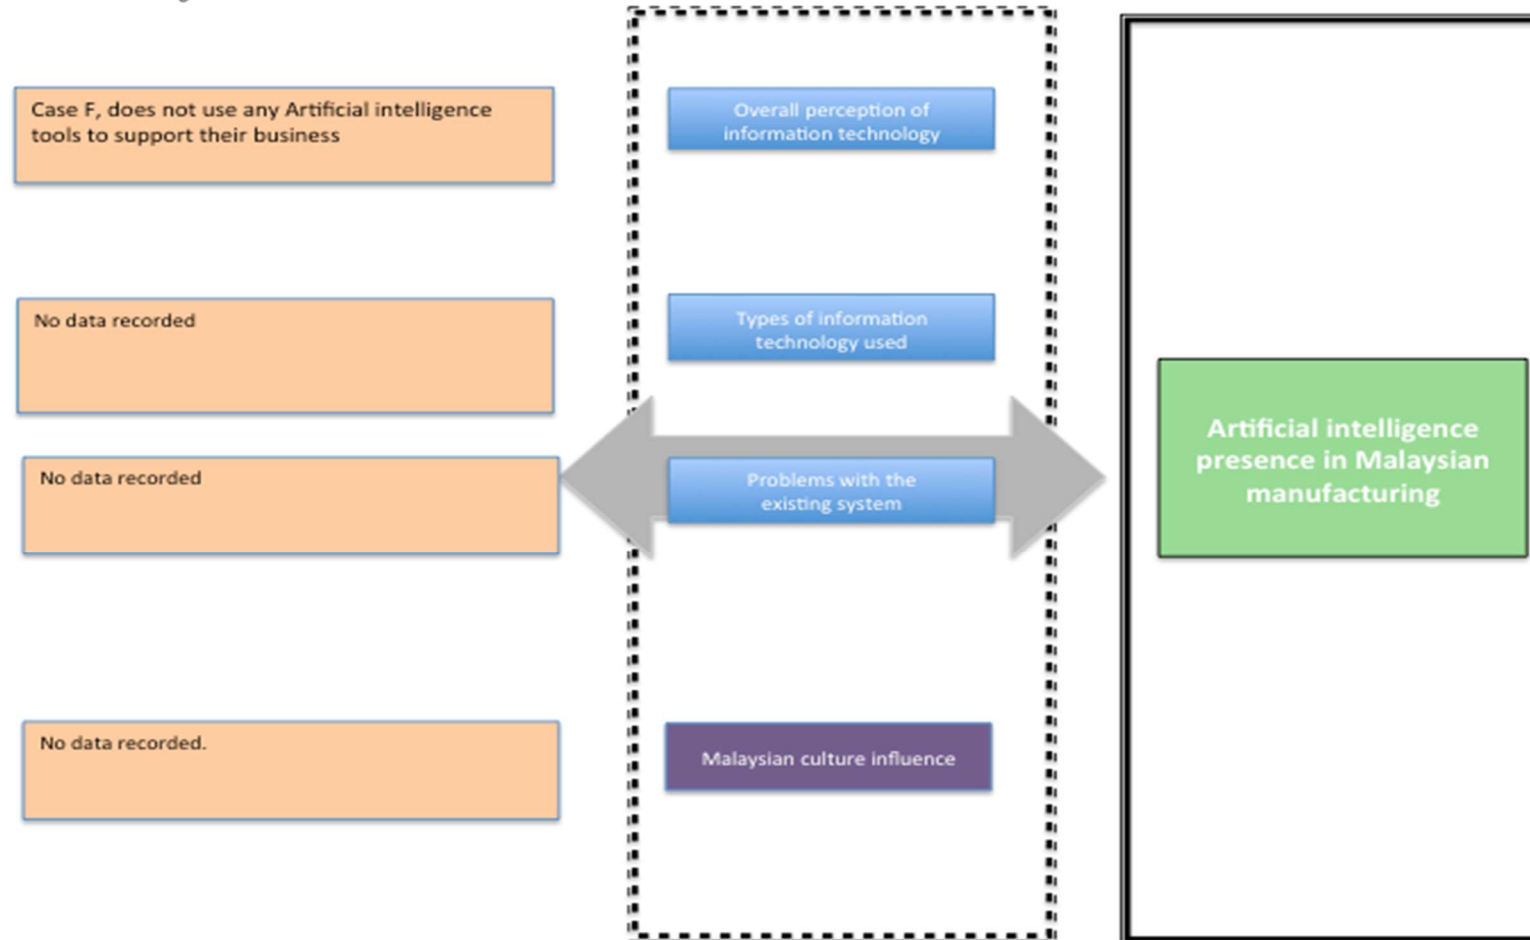 Case F, does not use any Artificial intelligence
tools to support their business
Overall perception of
information technology
No data recorded
Types of information
technology used
Artificial intelligence
presence in Malaysian
manufacturing
No data recorded
Problems with the
existing system
No data recorded.
Malaysian culture influence